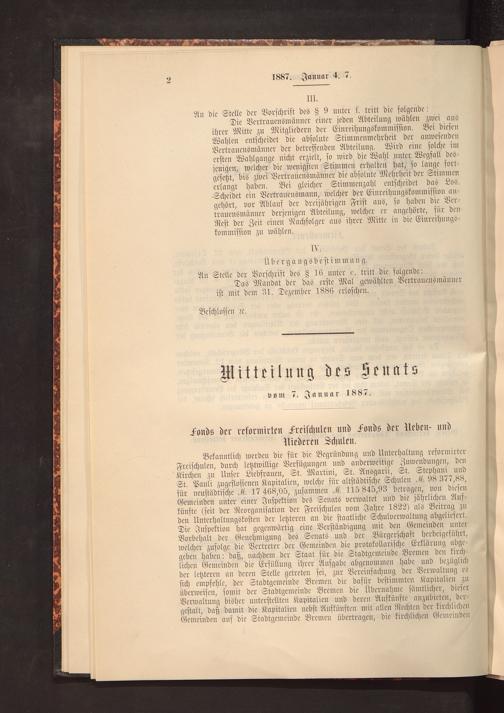 2
1887. Januar 4. 7.
III.
An die Stelle der Vorschrift des § 9 unter f. tritt die folgende:
Die Vertrauensmänner einer jeden Abteilung wählen zwei aus
ihrer Mitte zu Mitgliedern der Einreihungskommission. Bei diesen
Wahlen entscheidet die absolute Stimmenmehrheit der anwesenden
Vertrauensmänner der betreffenden Abteilung. Wird eine solche im
ersten Wahlgange nicht erzielt, so wird die Wahl unter Wegfall des-
jenigen, welcher die wenigsten Stimmen erhalten hat, so lange fort-
gesetzt, bis zwei Vertrauensmänner die absolute Mehrheit der Stimmen
erlangt haben. Bei gleicher Stimmenzahl entscheidet das Los.
Scheidet ein Vertrauensmann, welcher der Einreihungskommission an-
gehört, vor Ablauf der dreijährigen Frist aus, so haben die Ver-
trauensmänner derjenigen Abteilung, welcher er angehörte, für den
Rest der Zeit einen Nachfolger aus ihrer Mitte in die Einreihungs-
kommission zu wählen.
IV.
Übergangsbestimmung.
An Stelle der Vorschrift des § 16 unter c. tritt die folgende:
Das Mandat der das erste Mal gewählten Vertrauensmänner
ist mit dem 31. Dezember 1886 erloschen.
Beschlossen ꝛc.
Mitteilung des Senats
vom 7. Januar 1887.
Fonds der reformirten Freischulen und Fonds der Neben- und
Niederen Schulen.
Bekanntlich werden die für die Begründung und Unterhaltung reformirter
Freischulen, durch letztwillige Verfügungen und anderweitige Zuwendungen, den
Kirchen zu Unser Liebfrauen, St. Martini, St. Ansgarii, St. Stephani und
St. Pauli zugeflossenen Kapitalien, welche für altstädtische Schulen ℳ 98 377,88,
für neustädtische ℳ 17 468,05, zusammen ℳ 115 845,93 betragen, von diesen
Gemeinden unter einer Inspektion des Senats verwaltet und die jährlichen Auf-
künfte (seit der Reorganisation der Freischulen vom Jahre 1822) als Beitrag zu
den Unterhaltungskosten der letzteren an die staatliche Schulverwaltung abgeliefert.
Die Inspektion hat gegenwärtig eine Verständigung mit den Gemeinden unter
Vorbehalt der Genehmigung des Senats und der Bürgerschaft herbeigeführt,
welcher zufolge die Vertreter der Gemeinden die protokollarische Erklärung abge-
geben haben: daß, nachdem der Staat für die Stadtgemeinde Bremen den kirch-
lichen Gemeinden die Erfüllung ihrer Aufgabe abgenommen habe und bezüglich
der letzteren an deren Stelle getreten sei, zur Vereinfachung der Verwaltung es
sich empfehle, der Stadtgemeinde Bremen die dafür bestimmten Kapitalien zu
überweisen, somit der Stadtgemeinde Bremen die Übernahme sämtlicher, dieser
Verwaltung bisher unterstellten Kapitalien und deren Aufkünfte anzubieten, der-
gestalt, daß damit die Kapitalien nebst Aufkünften mit allen Rechten der kirchlichen
Gemeinden auf die Stadtgemeinde Bremen übertragen, die kirchlichen Gemeinden